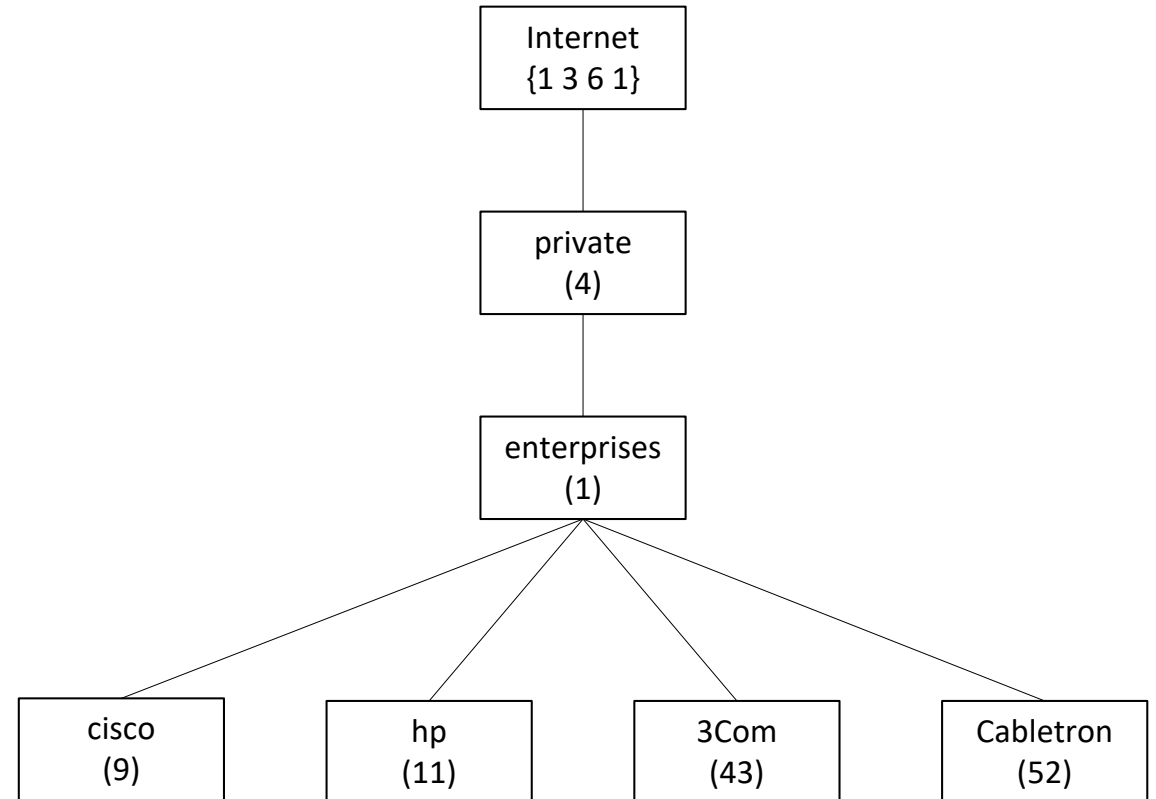 Internet
{1 3 6 1}
private
(4)
enterprises
(1)
cisco
(9)
hp
(11)
3Com
(43)
Cabletron
(52)